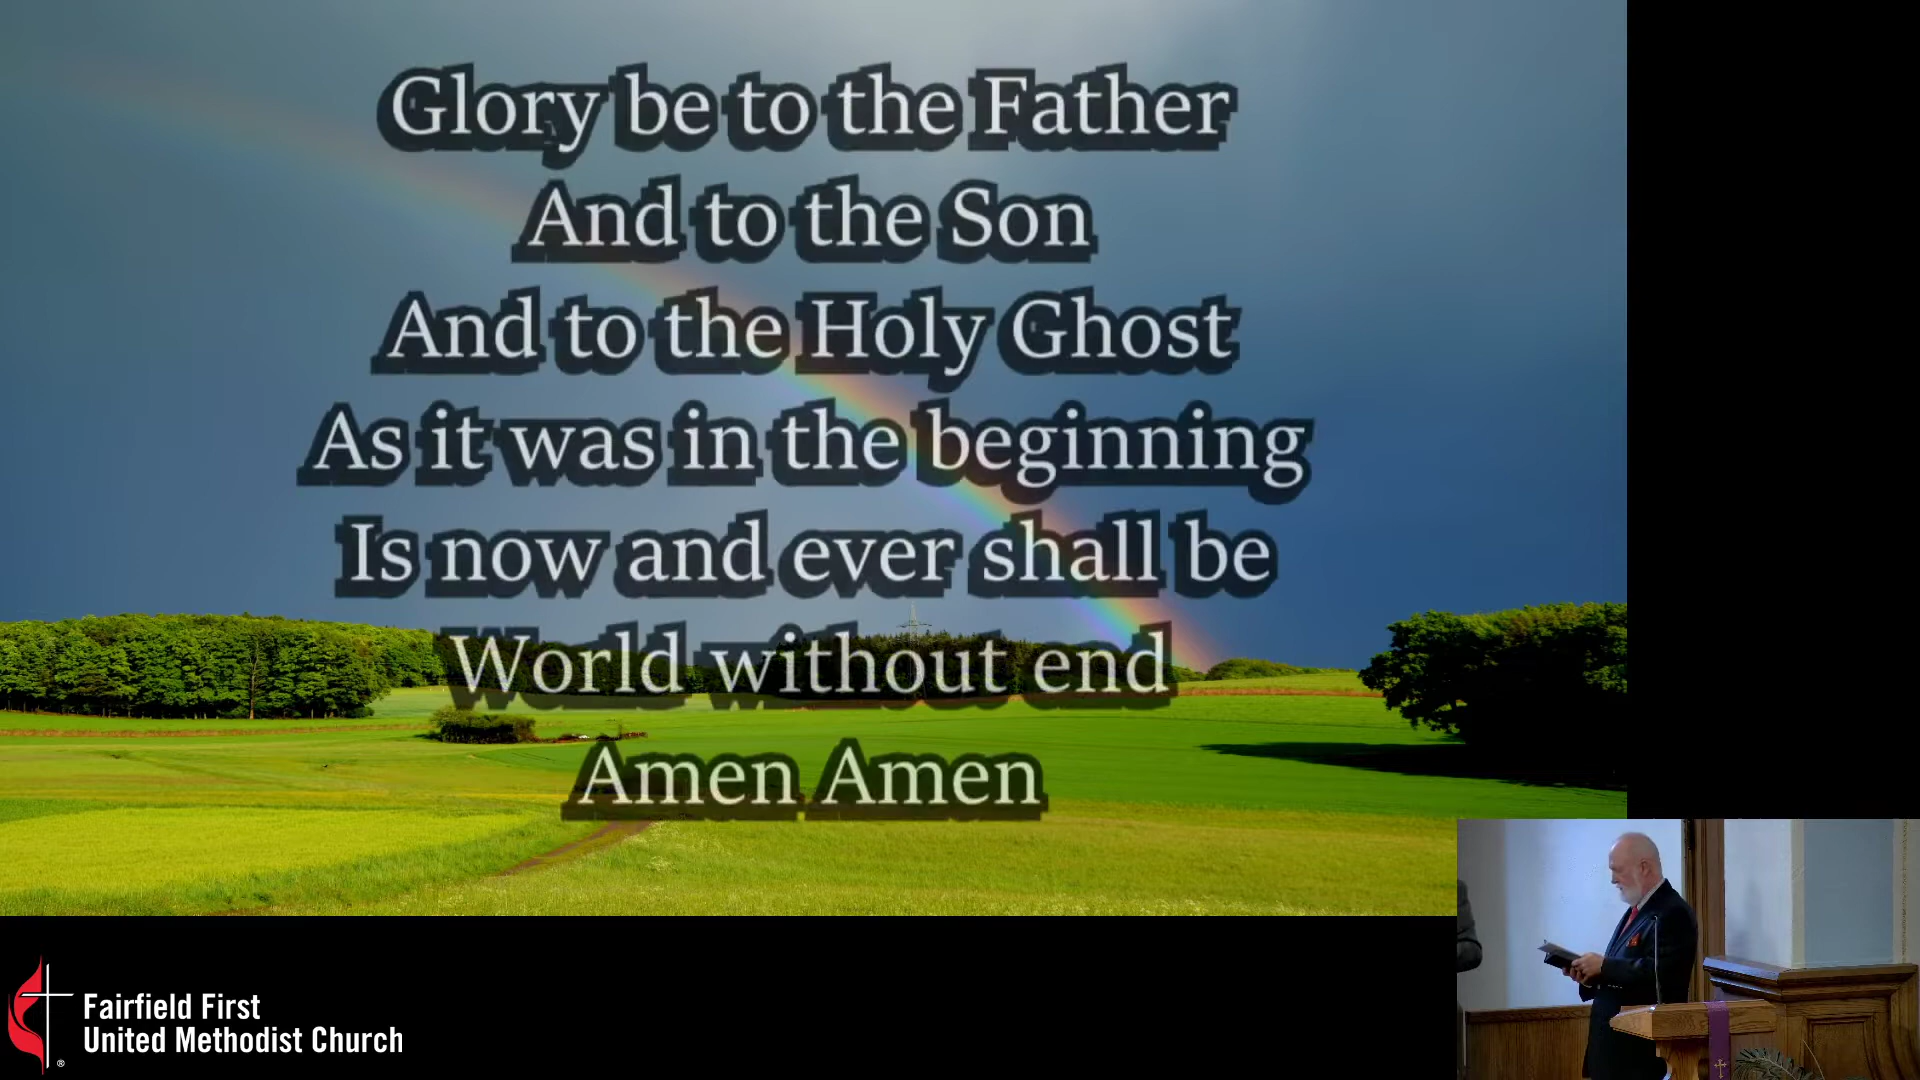 Glory be to the Father
And to the Son
And to the Holy Ghost
As it was in the beginning
Is now and ever shall be
World without end
Amen Amen
Fairfield First
United Methodist Church
®